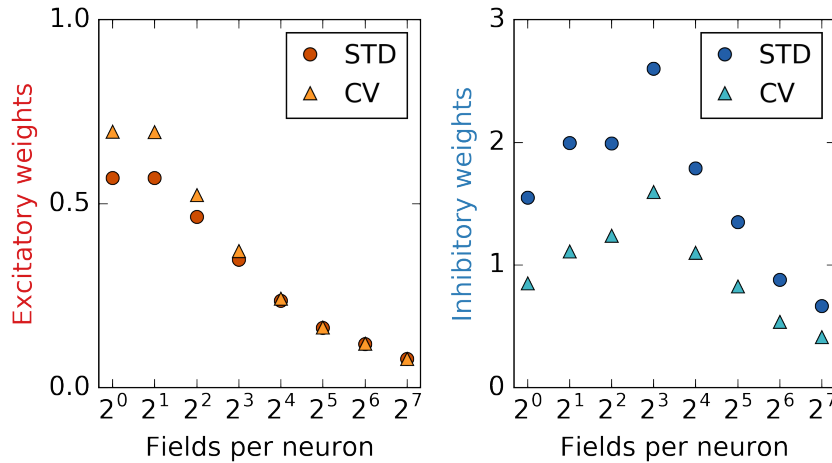 Excitatory weights
1.0
0.5
0.0
STD
CV
2^0 2^1 2^2 2^3 2^4 2^5 2^6 2^7
Fields per neuron
Inhibitory weights
3
2
1
0
STD
CV
2^0 2^1 2^2 2^3 2^4 2^5 2^6 2^7
Fields per neuron